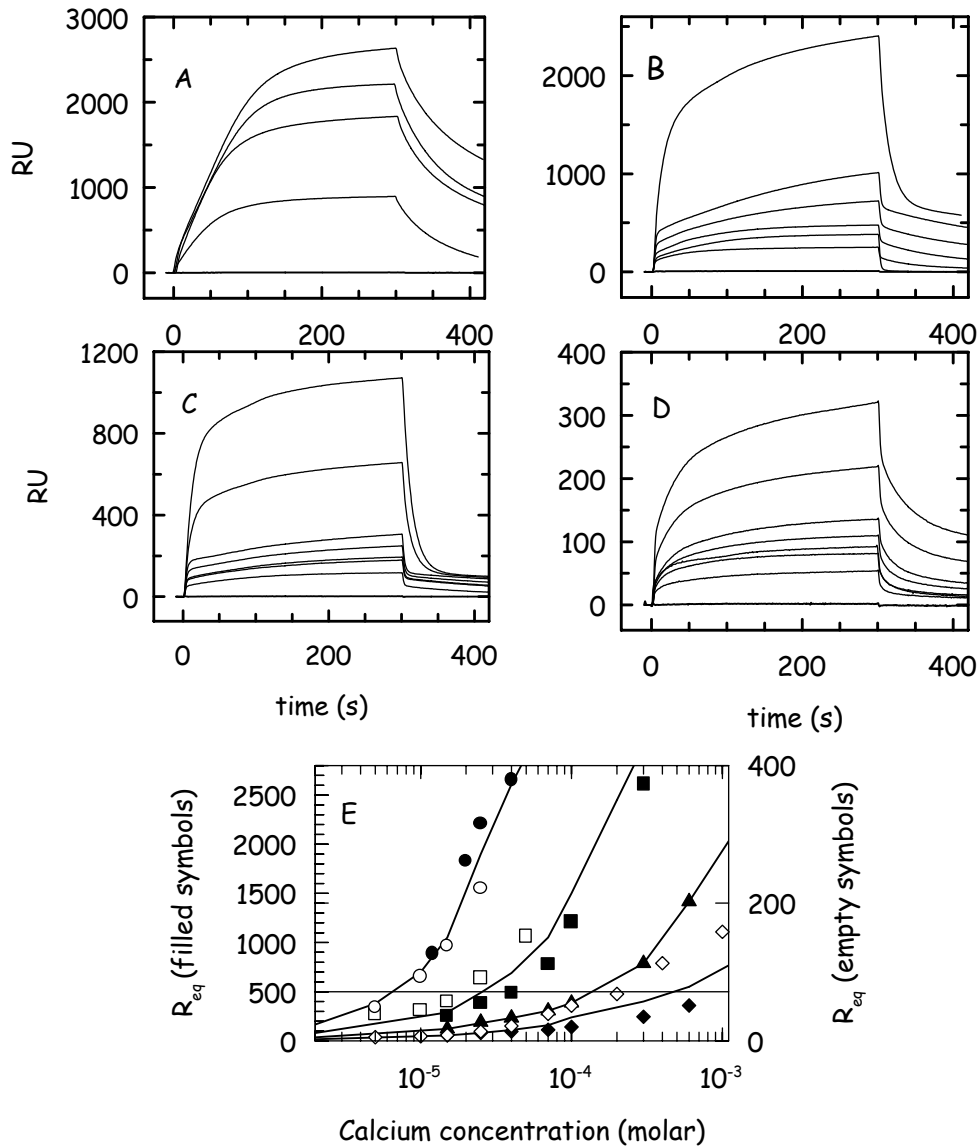 3000
2000
1000
0
RU
A
2000
1000
0
B
0 200 400
0 200 400
1200
800
400
0
RU
C
0 200 400
time (s)
400
300
200
100
0
D
0 200 400
time (s)
2500
2000
1500
1000
500
0
R_eq (filled symbols)
E
400
200
0
R_eq (empty symbols)
10⁻⁵ 10⁻⁴ 10⁻³
Calcium concentration (molar)